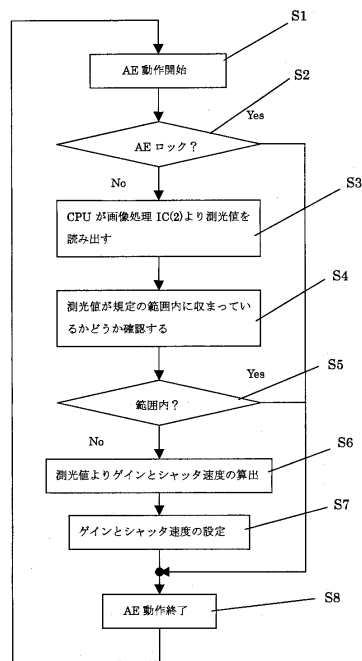 S1
AE 動作開始
S2
Yes
AE ロック？
No
S3
CPU が画像処理 IC(2)より測光値を
読み出す
S4
測光値が規定の範囲内に収まってい
るかどうか確認する
S5
Yes
範囲内？
No
S6
測光値よりゲインとシャッタ速度の算出
S7
ゲインとシャッタ速度の設定
S8
AE 動作終了